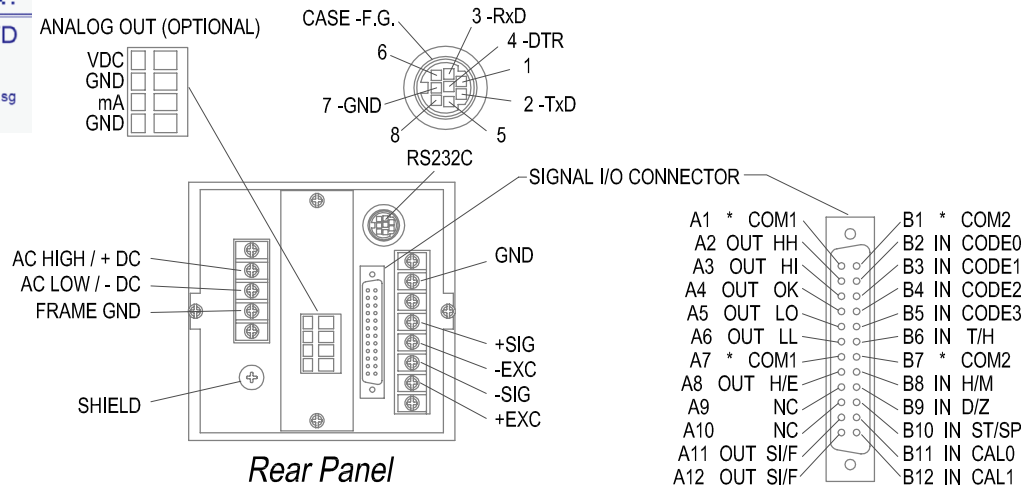 D
sg
ANALOG OUT (OPTIONAL)
VDC
GND
mA
GND
CASE -F.G.
3 -RxD
4 -DTR
6
1
7 -GND
2 -TxD
8
5
RS232C
SIGNAL I/O CONNECTOR
AC HIGH / + DC
AC LOW / - DC
FRAME GND
SHIELD
GND
+SIG
-EXC
-SIG
+EXC
Rear Panel
A1 * COM1
A2 OUT HH
A3 OUT HI
A4 OUT OK
A5 OUT LO
A6 OUT LL
A7 * COM1
A8 OUT H/E
A9 NC
A10 NC
A11 OUT SI/F
A12 OUT SI/F
B1 * COM2
B2 IN CODE0
B3 IN CODE1
B4 IN CODE2
B5 IN CODE3
B6 IN T/H
B7 * COM2
B8 IN H/M
B9 IN D/Z
B10 IN ST/SP
B11 IN CAL0
B12 IN CAL1